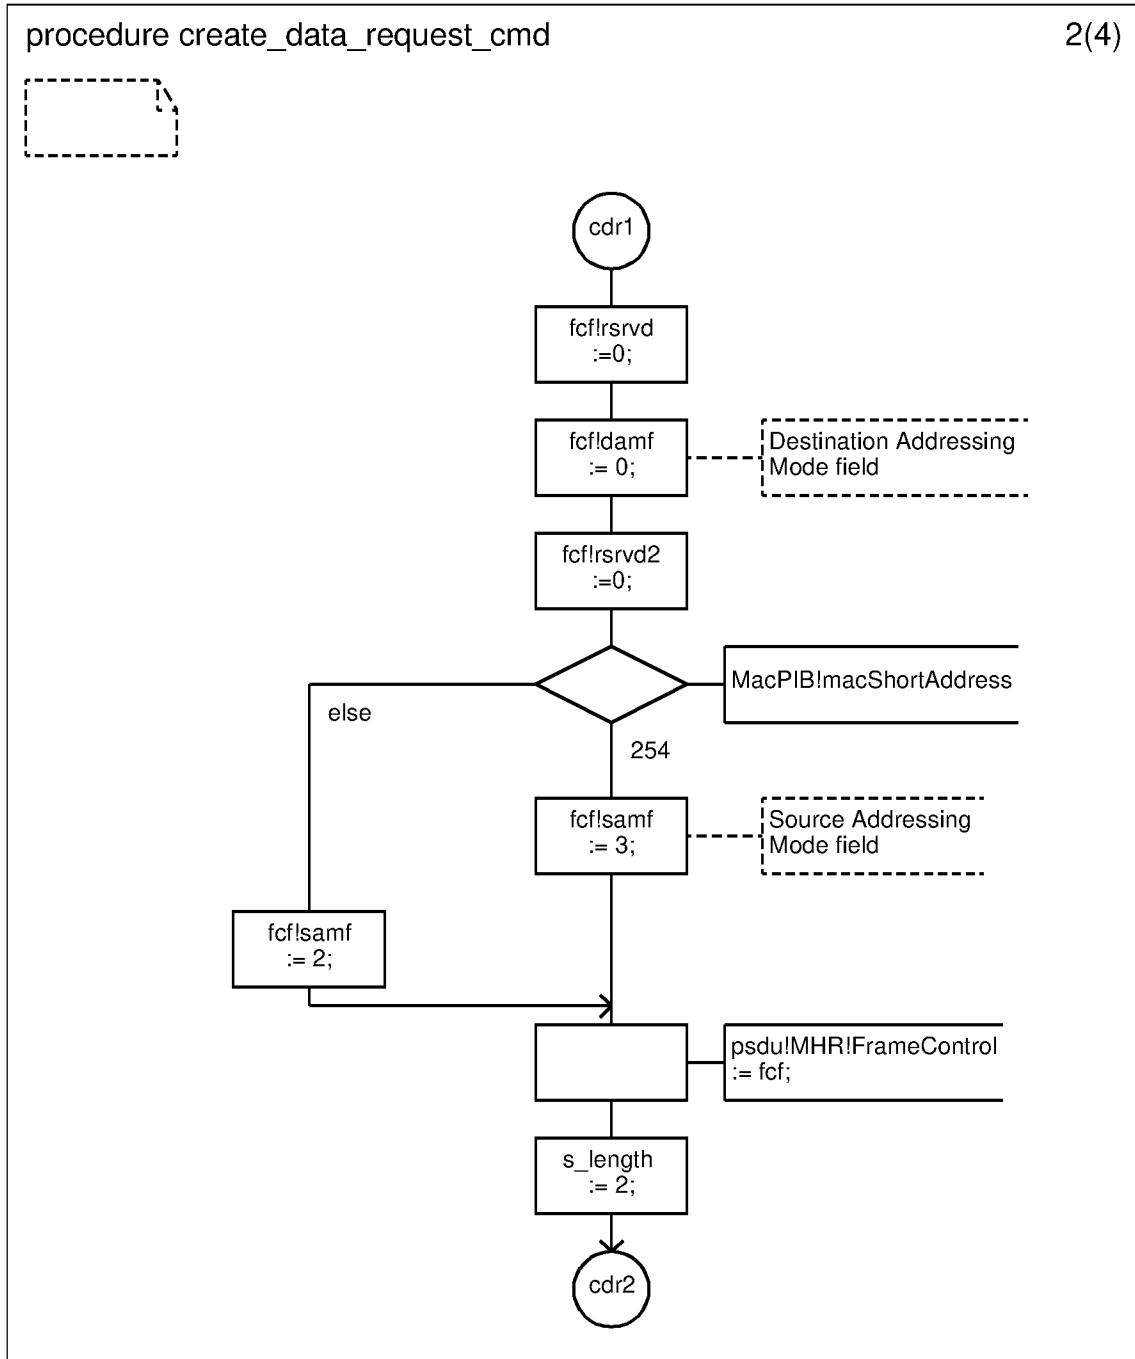 procedure create_data_request_cmd
2(4)
cdr1
fcf!rsrvd
:=0;
fcf!damf
:= 0;
Destination Addressing
Mode field
fcf!rsrvd2
:=0;
MacPIB!macShortAddress
else
254
fcf!samf
:= 3;
Source Addressing
Mode field
fcf!samf
:= 2;
psdu!MHR!FrameControl
:= fcf;
s_length
:= 2;
cdr2